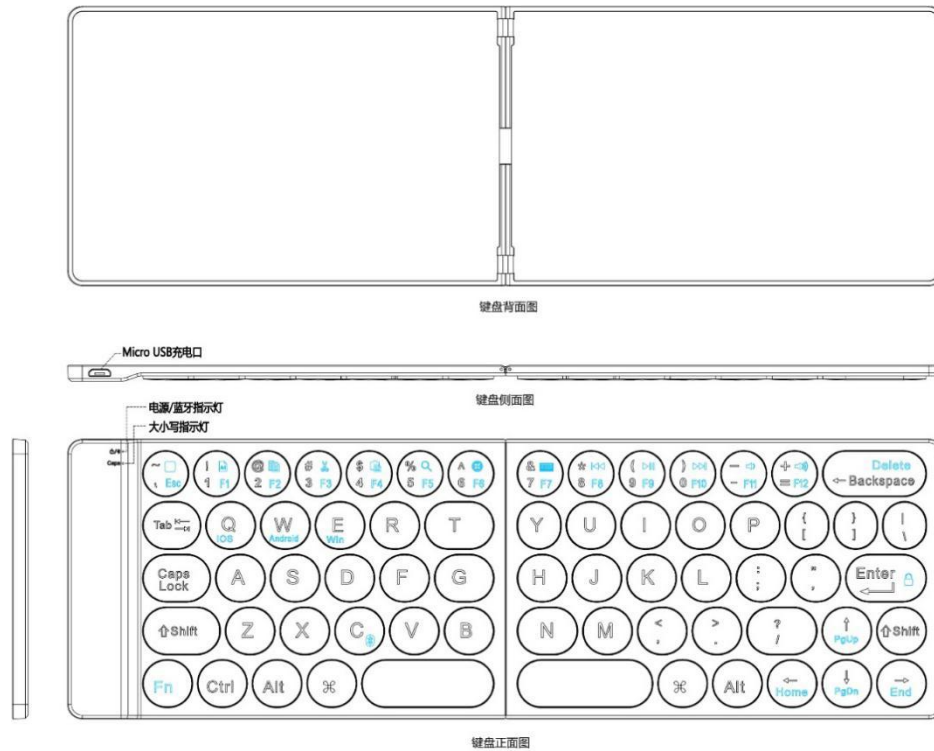 键盘背面图
Micro USB充电口
键盘侧面图
电源/蓝牙指示灯
大小写指示灯
Caps
~ ! @ # $ % ^ & * ( ) — +
` Esc 1 F1 2 F2 3 F3 4 F4 5 F5 6 F6 7 F7 8 F8 9 F9 0 F10 - F11 = F12 Delete ← Backspace
Tab Q W E R T Y U I O P { [ } ] | \
IOS Android Win
Caps Lock A S D F G H J K L : ; " , Enter
⇧Shift Z X C V B N M < , > . ? / ↑ PgUp ⇧Shift
Fn Ctrl Alt ⌘ ⌘ Alt ← Home ↓ PgDn → End
键盘正面图